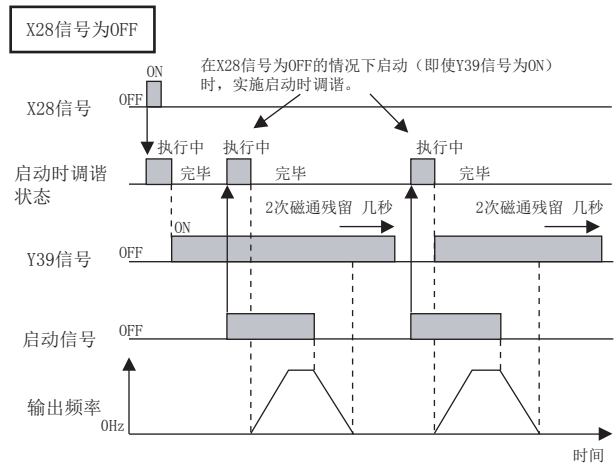 X28信号为OFF
在X28信号为OFF的情况下启动（即使Y39信号为ON）
时，实施启动时调谐。
ON
X28信号
OFF
执行中
执行中
执行中
启动时调谐
状态
完毕
完毕
完毕
2次磁通残留 几秒
2次磁通残留 几秒
ON
Y39信号
OFF
启动信号
OFF
输出频率
0Hz
时间